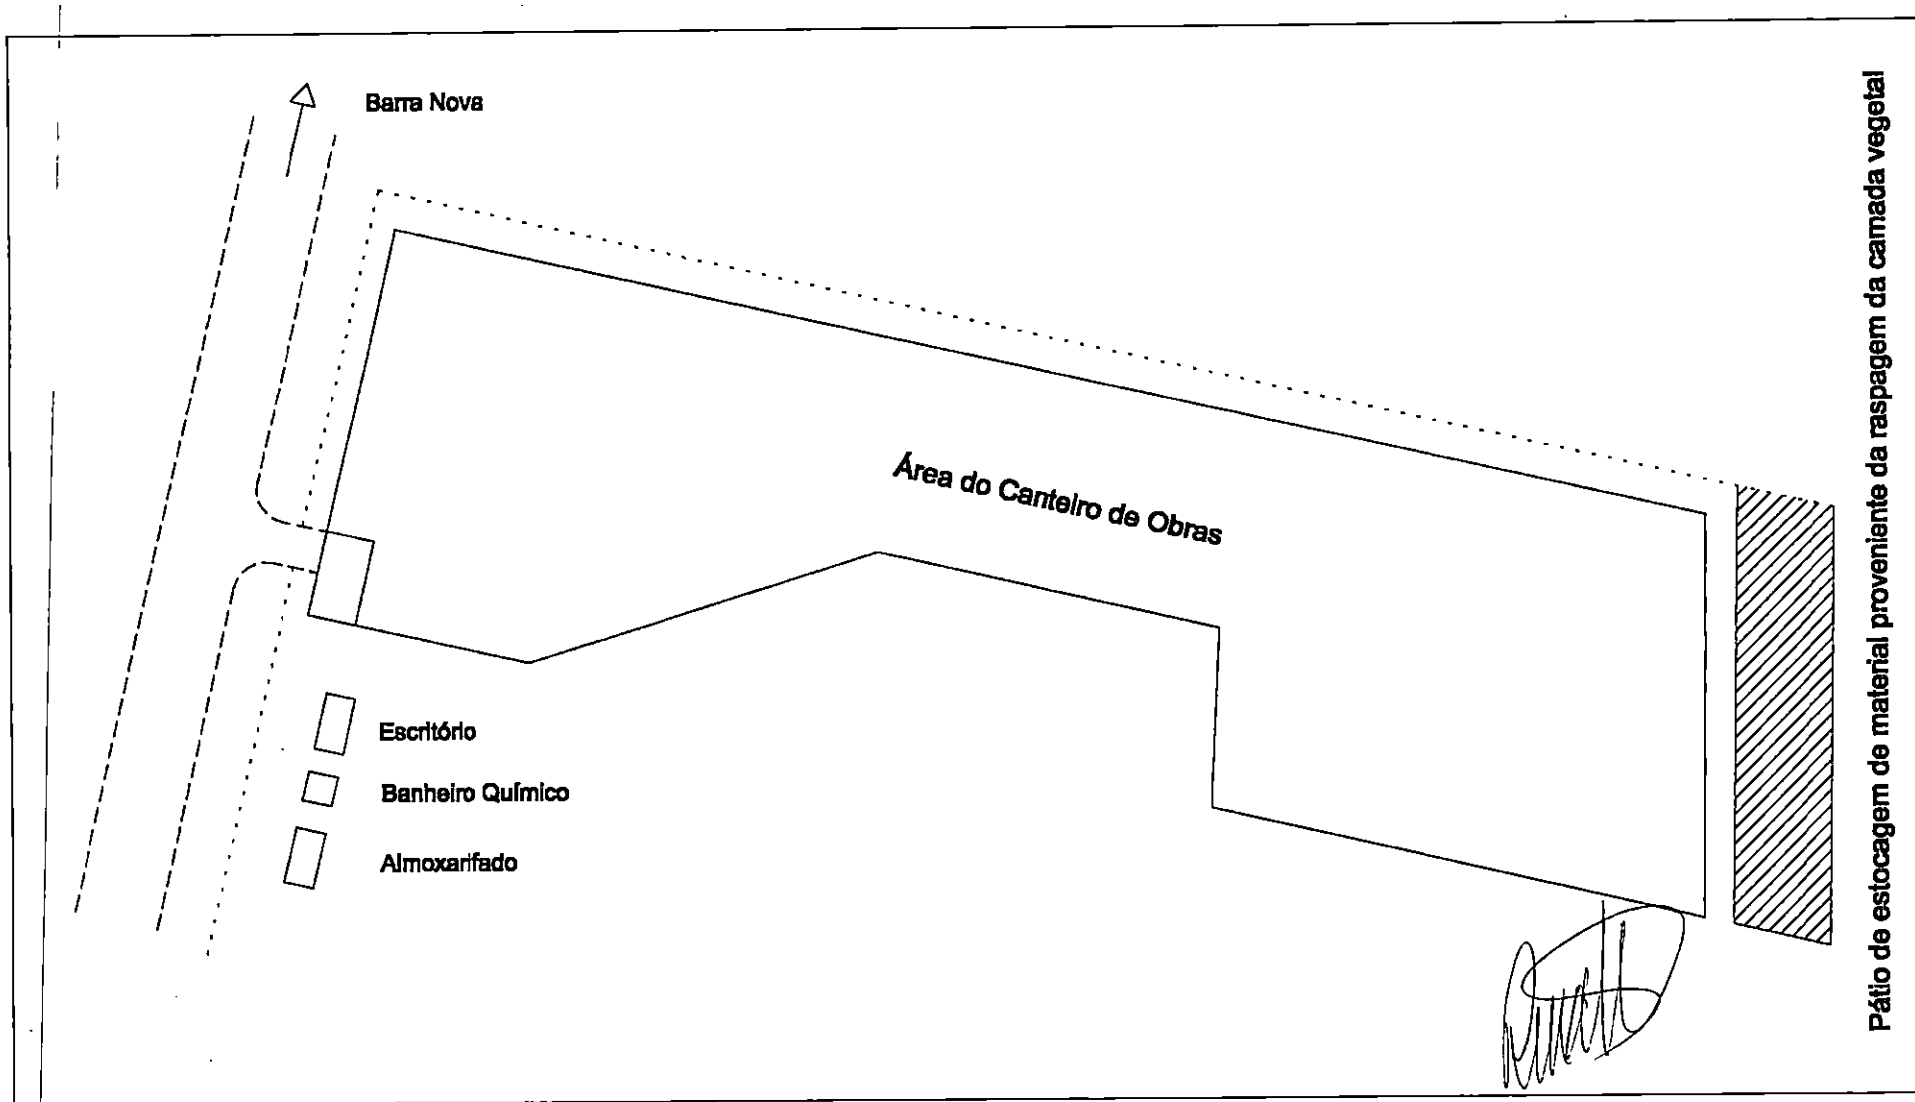 Barra Nova
Área do Canteiro de Obras
Escritório
Banheiro Químico
Almoxarifado
Pátio de estocagem de material proveniente da raspagem da camada vegetal